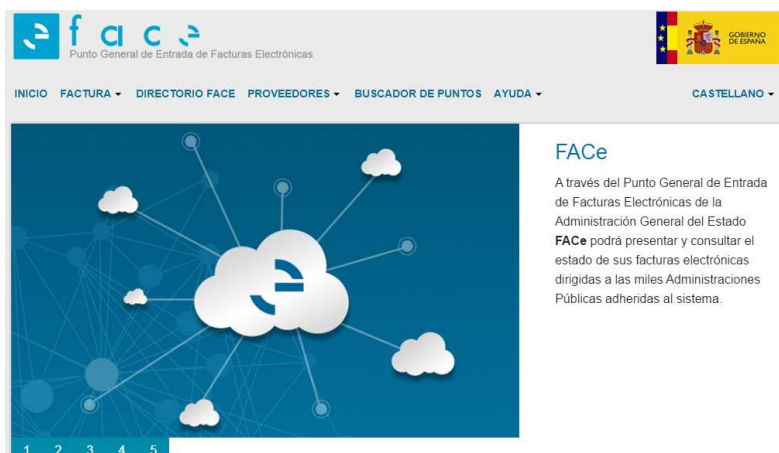 face
Punto General de Entrada de Facturas Electrónicas
GOBIERNO
DE ESPAÑA
INICIO FACTURA DIRECTORIO FACE PROVEEDORES BUSCADOR DE PUNTOS AYUDA CASTELLANO
FACe
A través del Punto General de Entrada
de Facturas Electrónicas de la
Administración General del Estado
FACe podrá presentar y consultar el
estado de sus facturas electrónicas
dirigidas a las miles Administraciones
Públicas adheridas al sistema.
1 2 3 4 5